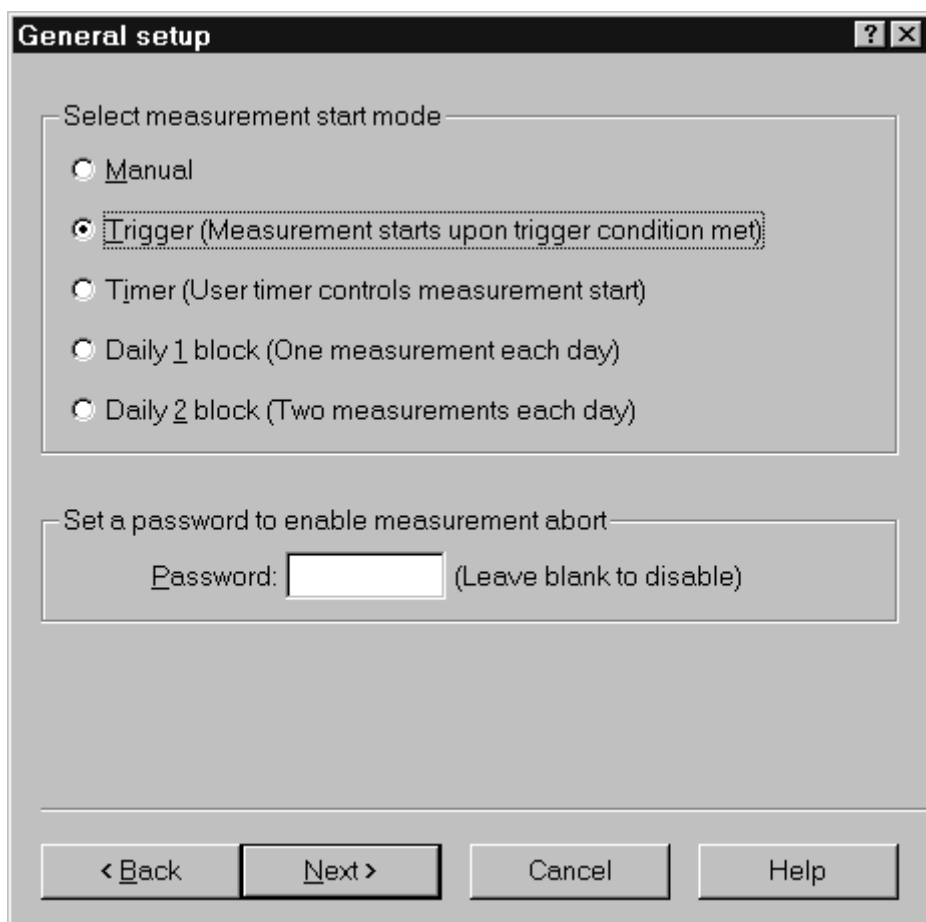 General setup
Select measurement start mode
Manual
Trigger (Measurement starts upon trigger condition met)
Timer (User timer controls measurement start)
Daily 1 block (One measurement each day)
Daily 2 block (Two measurements each day)
Set a password to enable measurement abort
Password: (Leave blank to disable)
< Back Next > Cancel Help